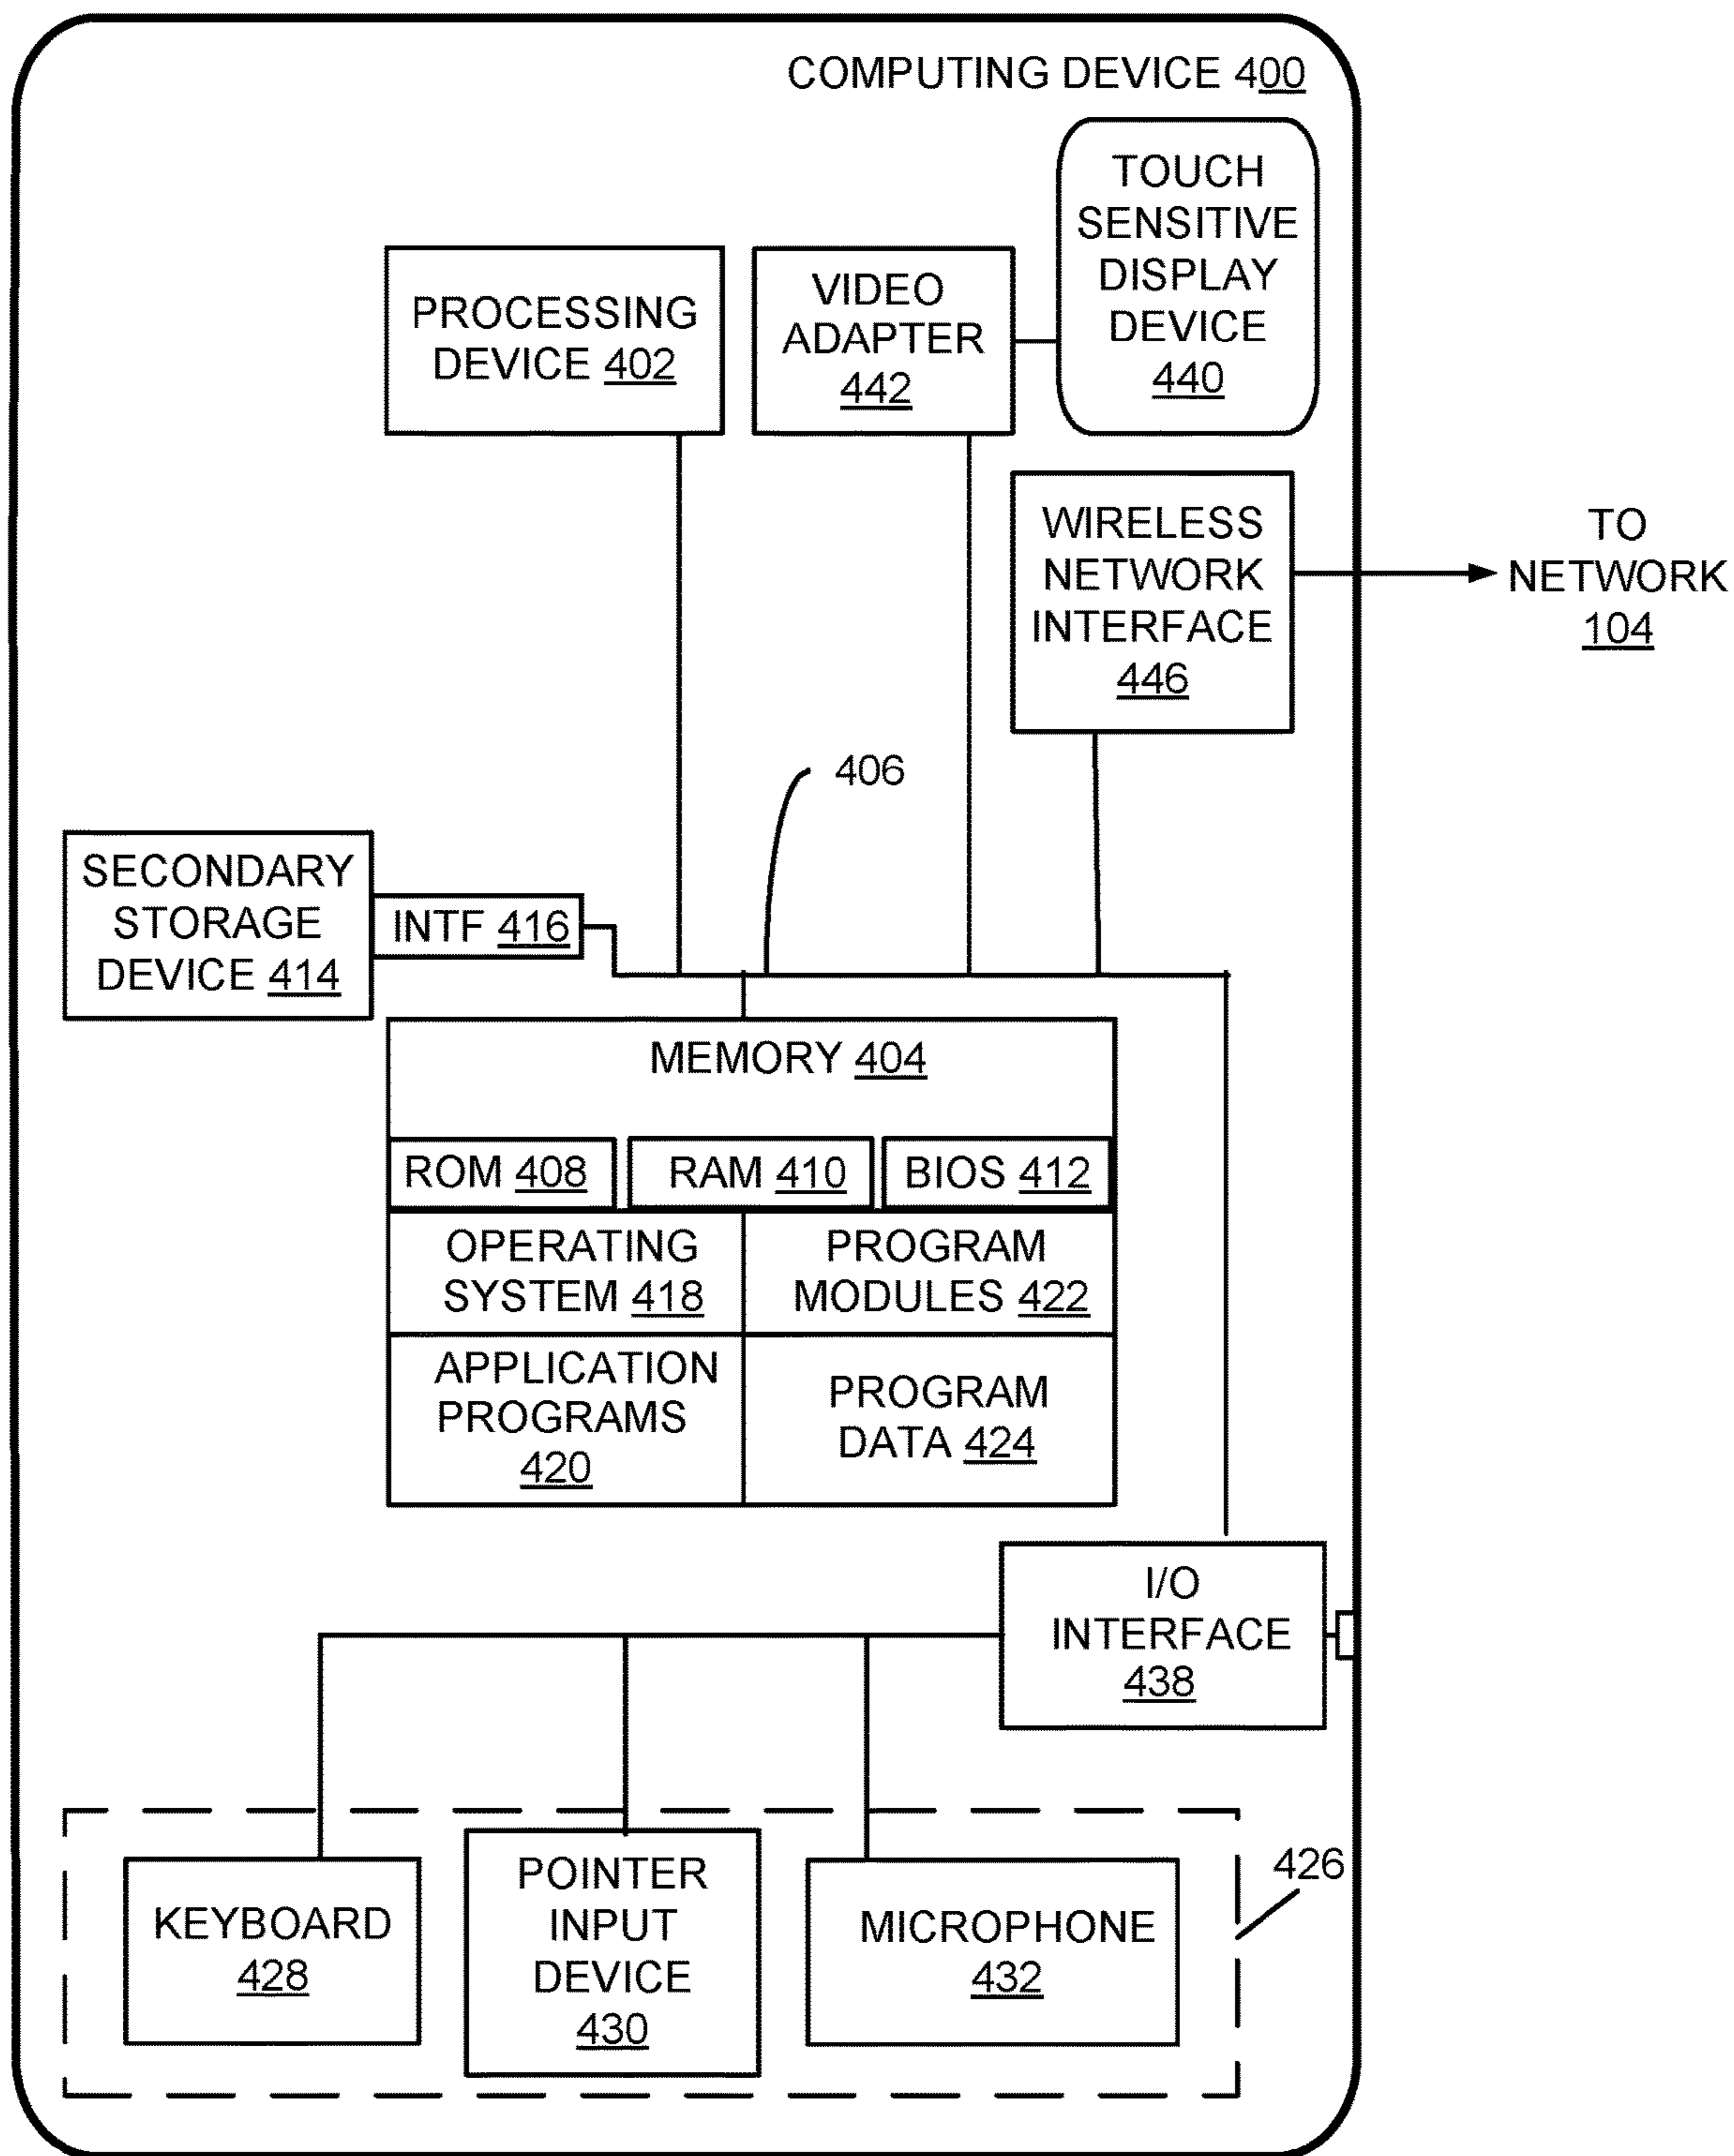 COMPUTING DEVICE 400
TOUCH
SENSITIVE
DISPLAY
DEVICE
440
PROCESSING
DEVICE 402
VIDEO
ADAPTER
442
WIRELESS
NETWORK
INTERFACE
446
TO
NETWORK
104
406
SECONDARY
STORAGE
DEVICE 414
INTF 416
MEMORY 404
ROM 408
RAM 410
BIOS 412
OPERATING
SYSTEM 418
PROGRAM
MODULES 422
APPLICATION
PROGRAMS
420
PROGRAM
DATA 424
I/O
INTERFACE
438
426
KEYBOARD
428
POINTER
INPUT
DEVICE
430
MICROPHONE
432